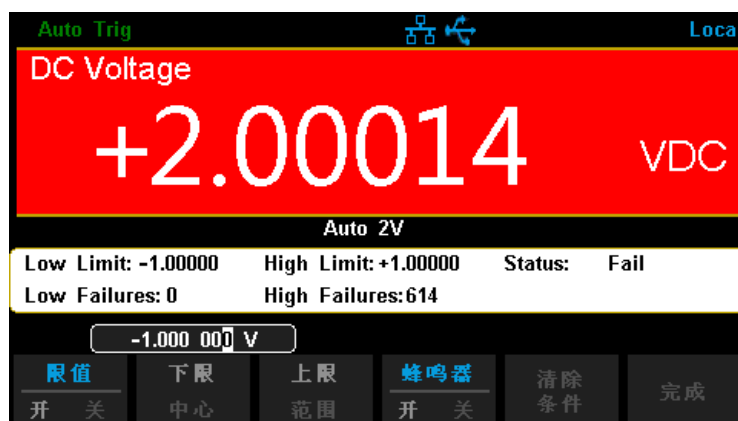 Auto Trig Loca
DC Voltage
+2.00014 VDC
Auto 2V
Low Limit: -1.00000 High Limit: +1.00000 Status: Fail
Low Failures: 0 High Failures: 614
-1.000 000 V
限值 下限 上限 蜂鸣器 清除 完成
开 关 中心 范围 开 关 条件